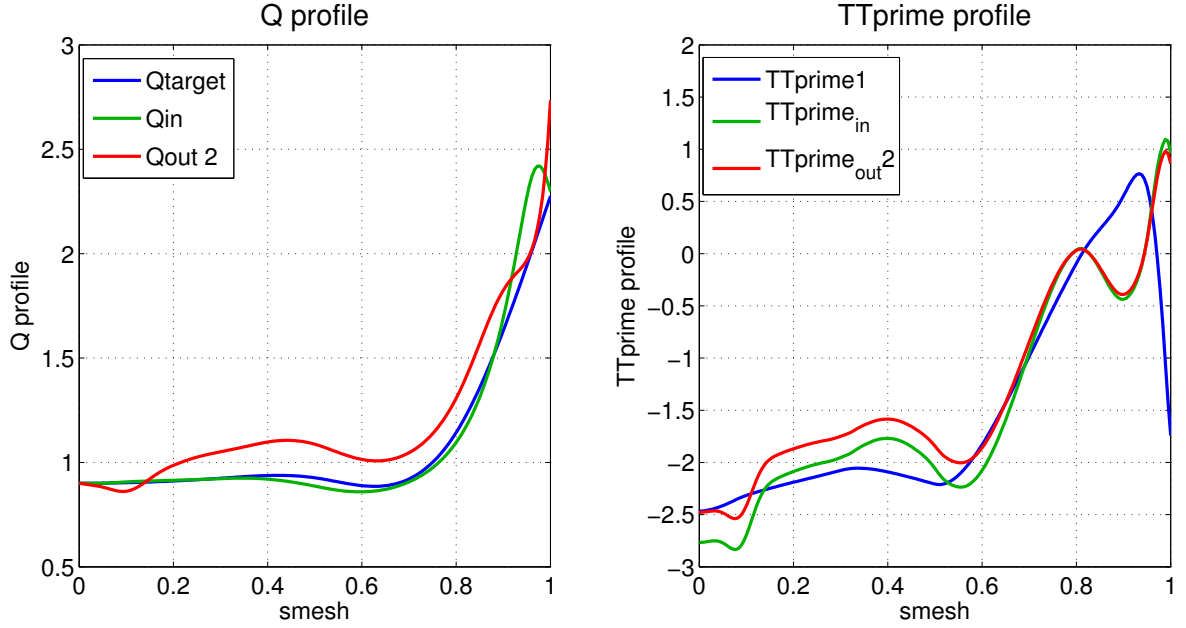 Q profile
3
2.5
2
1.5
1
0.5
0
0.2
0.4
0.6
0.8
1
Q profile
smesh
Qtarget
Qin
Qout 2
TTprime profile
2
1.5
1
0.5
0
−0.5
−1
−1.5
−2
−2.5
−3
0
0.2
0.4
0.6
0.8
1
TTprime profile
smesh
TTprime1
TTprime_in
TTprime_out2